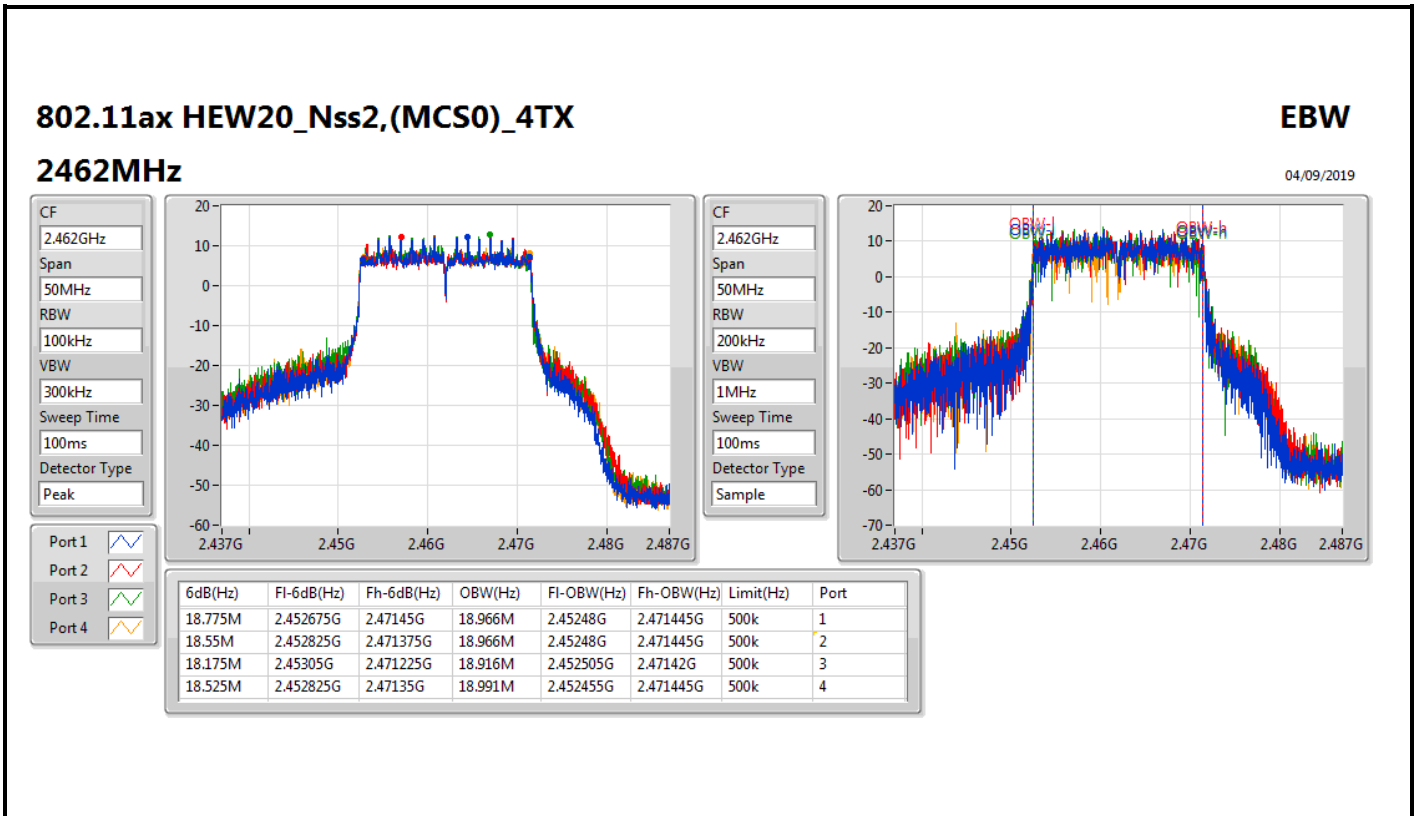 802.11ax HEW20_Nss2,(MCS0)_4TX
EBW
2462MHz
04/09/2019
CF
2.462GHz
Span
50MHz
RBW
100kHz
VBW
300kHz
Sweep Time
100ms
Detector Type
Peak
20
10
0
-10
-20
-30
-40
-50
-60
2.437G 2.45G 2.46G 2.47G 2.48G 2.487G
CF
2.462GHz
Span
50MHz
RBW
200kHz
VBW
1MHz
Sweep Time
100ms
Detector Type
Sample
20
10
0
-10
-20
-30
-40
-50
-60
-70
OBW-l
OBW-h
2.437G 2.45G 2.46G 2.47G 2.48G 2.487G
Port 1
Port 2
Port 3
Port 4
6dB(Hz) Fl-6dB(Hz) Fh-6dB(Hz) OBW(Hz) Fl-OBW(Hz) Fh-OBW(Hz) Limit(Hz) Port
18.775M 2.452675G 2.47145G 18.966M 2.45248G 2.471445G 500k 1
18.55M 2.452825G 2.471375G 18.966M 2.45248G 2.471445G 500k 2
18.175M 2.45305G 2.471225G 18.916M 2.452505G 2.47142G 500k 3
18.525M 2.452825G 2.47135G 18.991M 2.452455G 2.471445G 500k 4